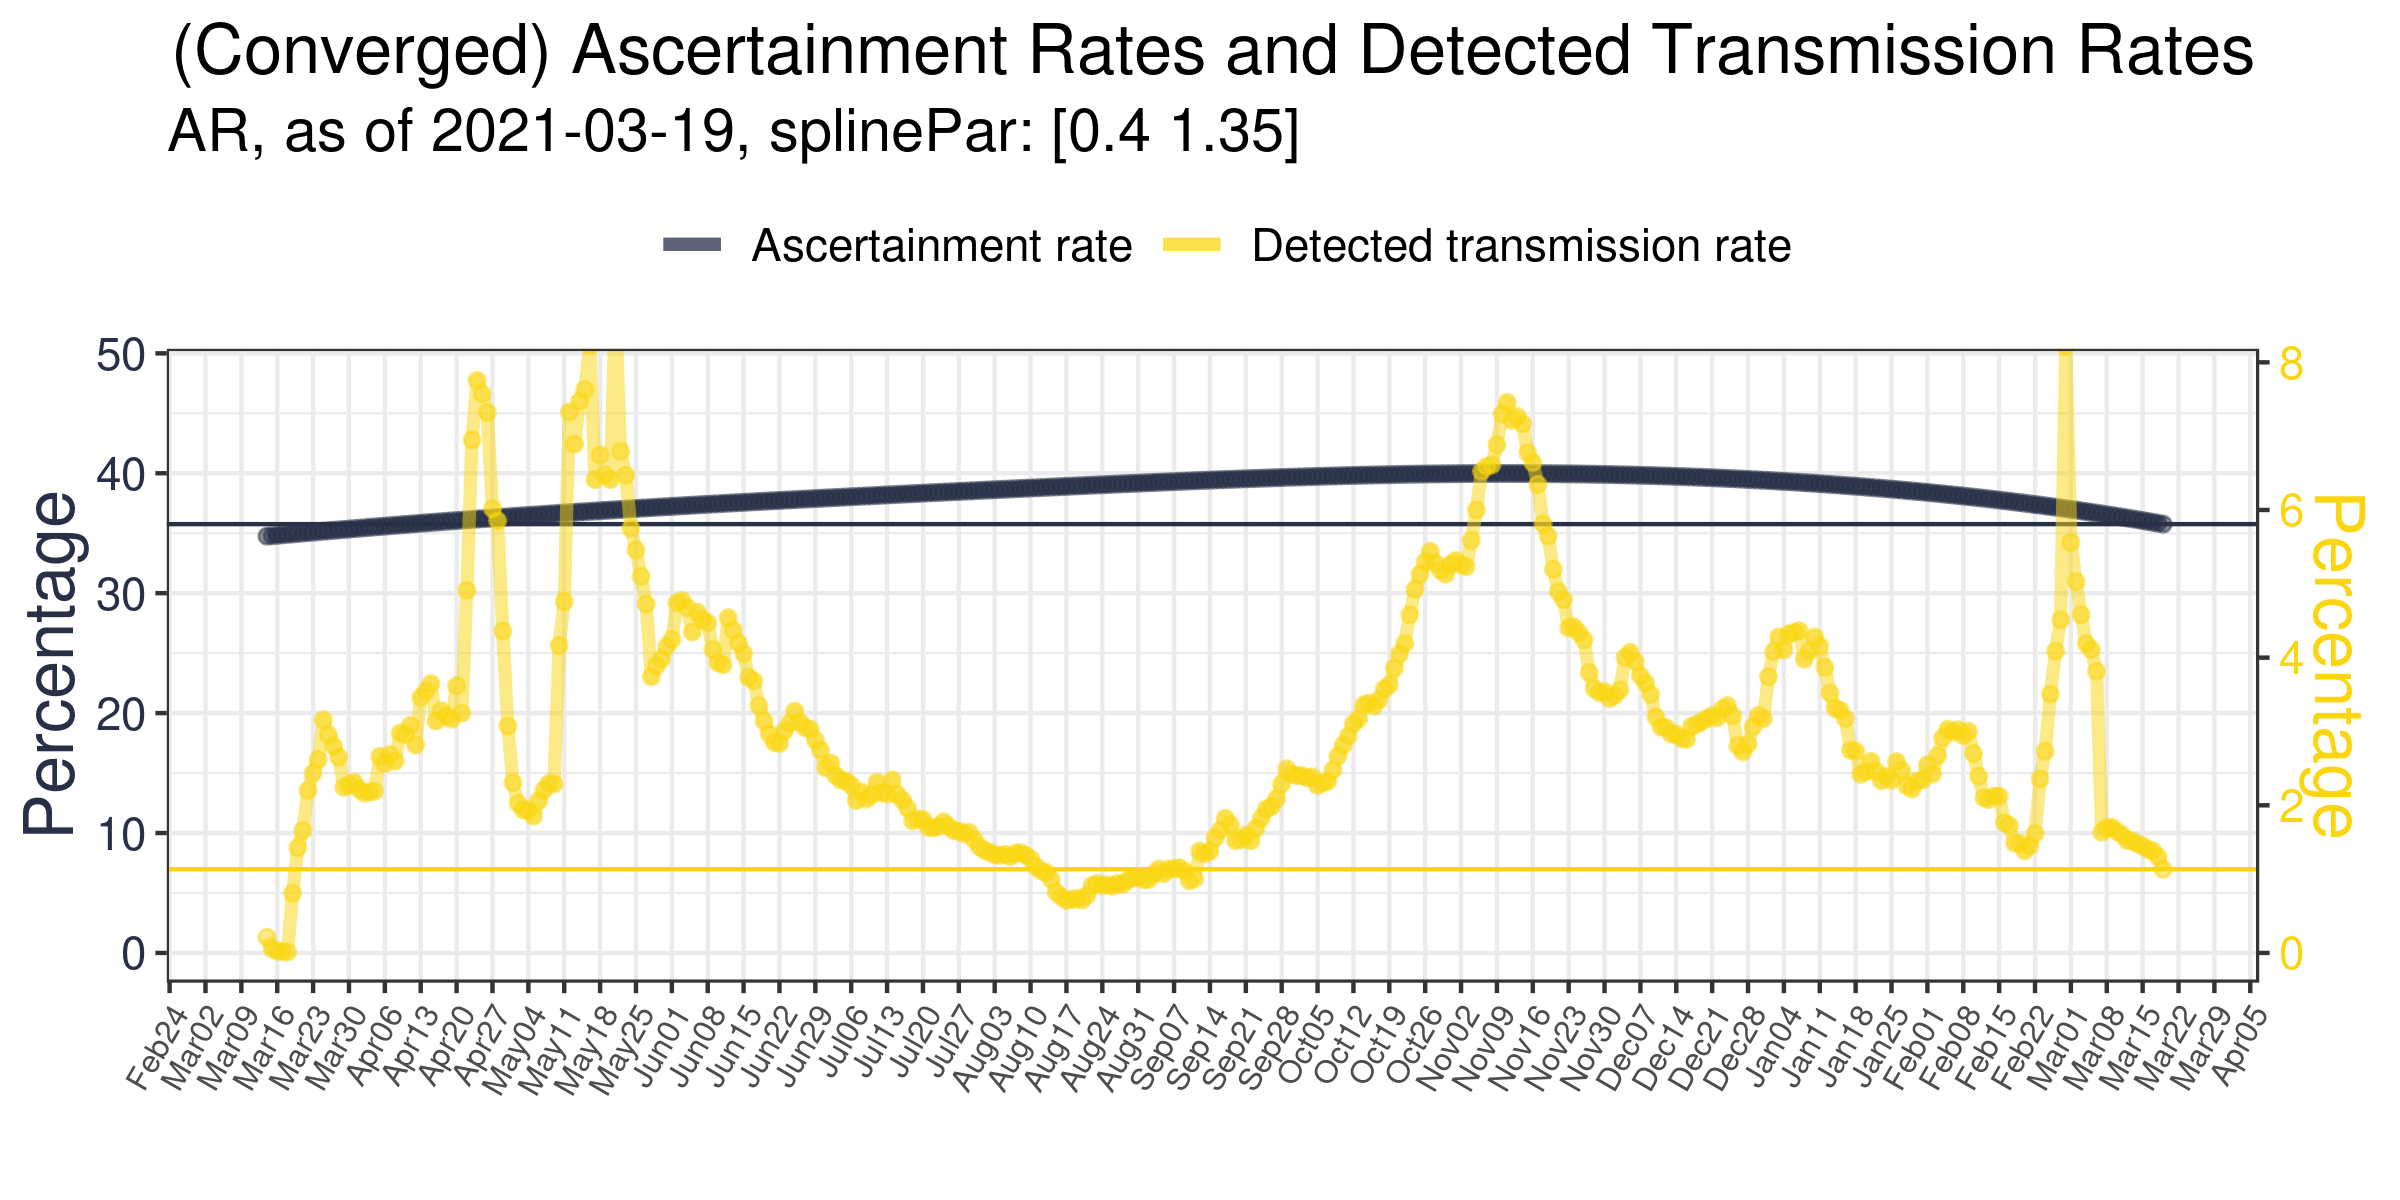 (Converged) Ascertainment Rates and Detected Transmission Rates
AR, as of 2021-03-19, splinePar: [0.4 1.35]
Ascertainment rate Detected transmission rate
Percentage
50
40
30
20
10
0
8
6
4
2
0
Percentage
Feb24 Mar02 Mar09 Mar16 Mar23 Mar30 Apr06 Apr13 Apr20 Apr27 May04 May11 May18 May25 Jun01 Jun08 Jun15 Jun22 Jun29 Jul06 Jul13 Jul20 Jul27 Aug03 Aug10 Aug17 Aug24 Aug31 Sep07 Sep14 Sep21 Sep28 Oct05 Oct12 Oct19 Oct26 Nov02 Nov09 Nov16 Nov23 Nov30 Dec07 Dec14 Dec21 Dec28 Jan04 Jan11 Jan18 Jan25 Feb01 Feb08 Feb15 Feb22 Mar01 Mar08 Mar15 Mar22 Mar29 Apr05